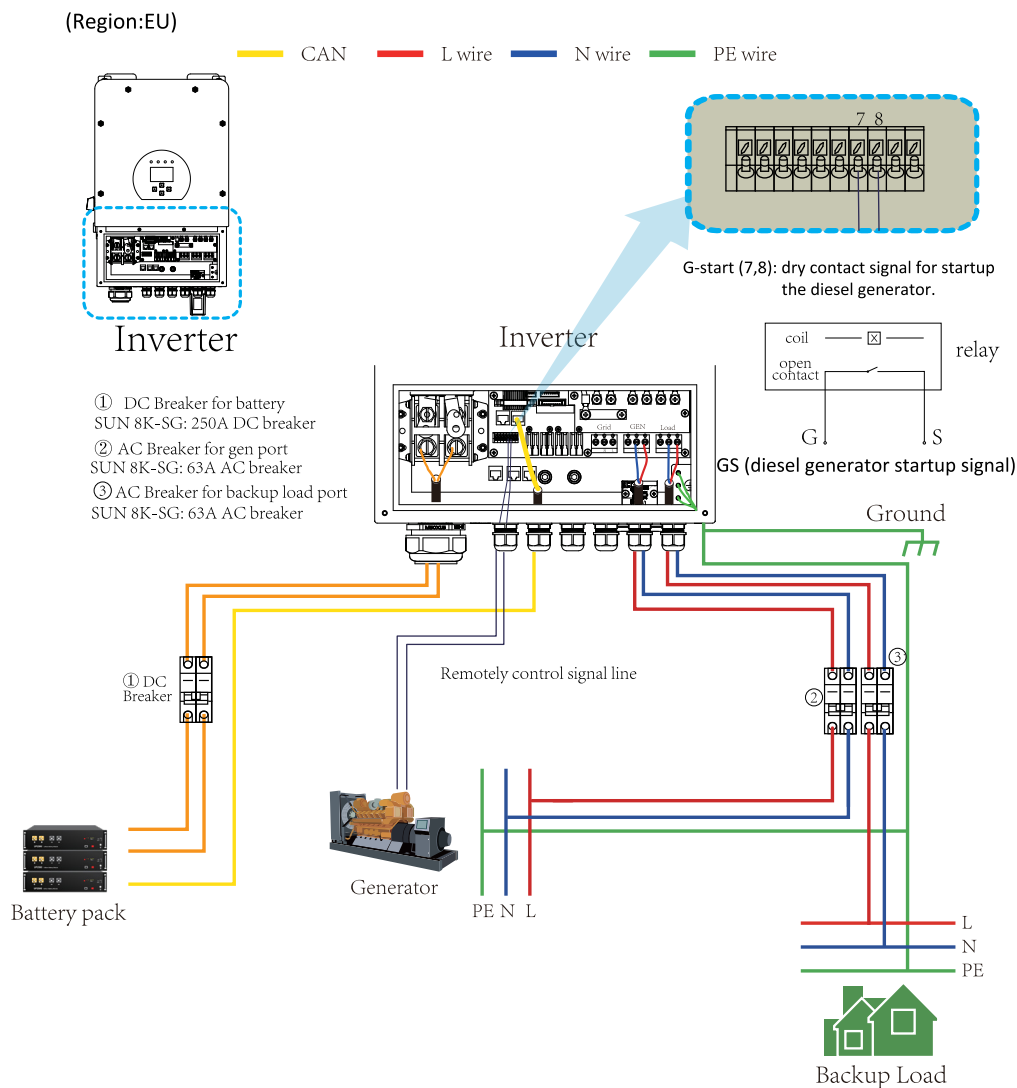 (Region:EU)
CAN
L wire
N wire
PE wire
7 8
G-start (7,8): dry contact signal for startup
the diesel generator.
Inverter
Inverter
coil
relay
open
contact
G
S
GS (diesel generator startup signal)
① DC Breaker for battery
SUN 8K-SG: 250A DC breaker
② AC Breaker for gen port
SUN 8K-SG: 63A AC breaker
③ AC Breaker for backup load port
SUN 8K-SG: 63A AC breaker
Grid
GEN
Load
Ground
Remotely control signal line
① DC
Breaker
②
③
Generator
Battery pack
PE N L
L
N
PE
Backup Load